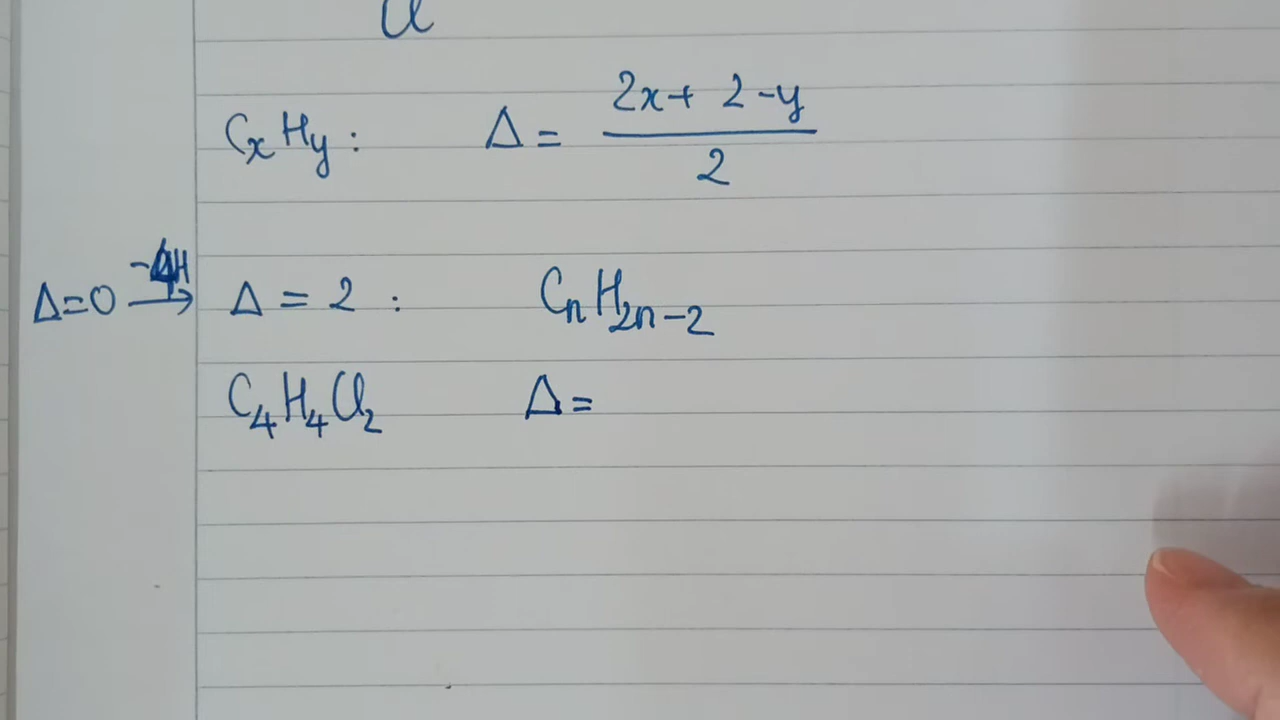 Cl
CxHy : Δ = 2x + 2 - y / 2
Δ=0 -4H → Δ = 2 : CnH2n-2
C4H4Cl2 Δ =